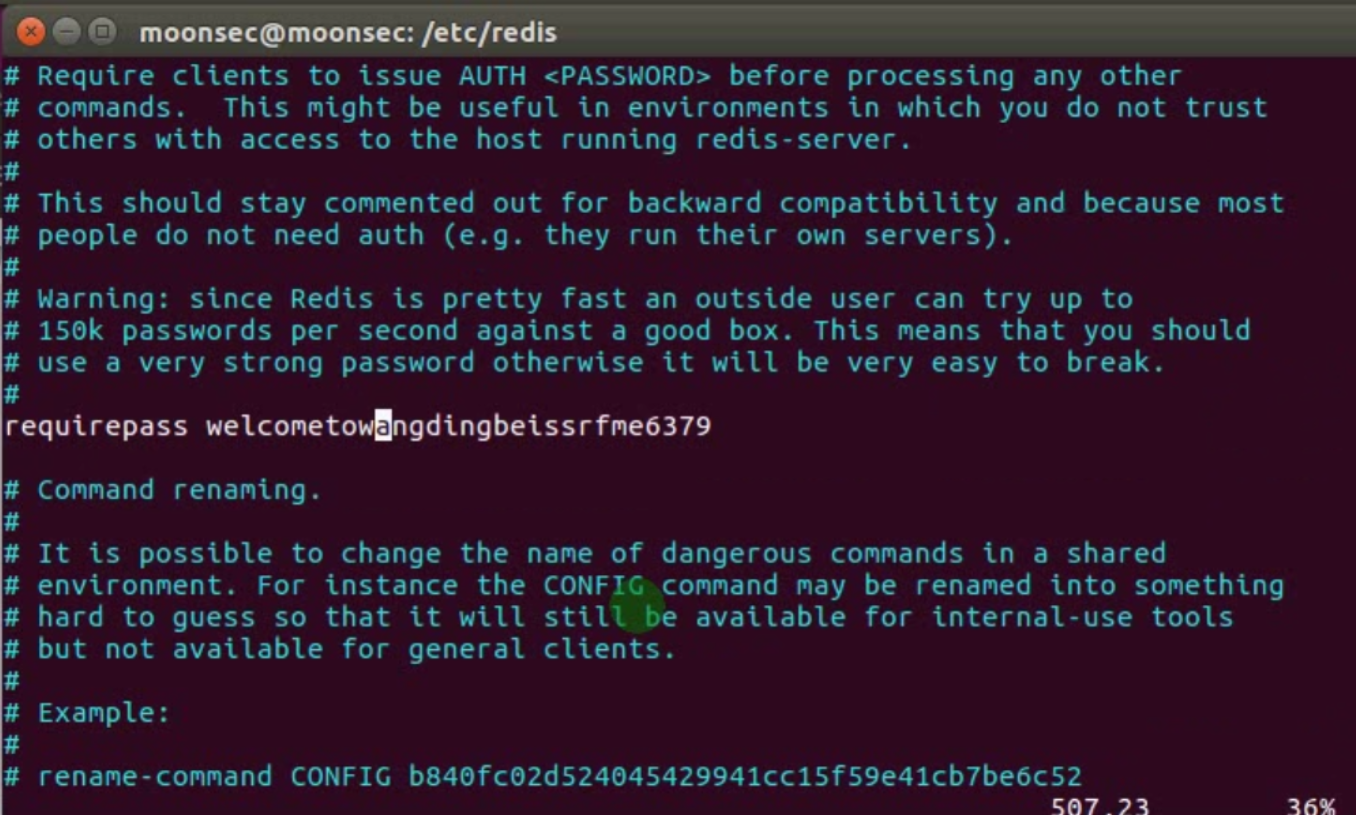 moonsec@moonsec: /etc/redis
# Require clients to issue AUTH <PASSWORD> before processing any other
# commands.  This might be useful in environments in which you do not trust
# others with access to the host running redis-server.
#
# This should stay commented out for backward compatibility and because most
# people do not need auth (e.g. they run their own servers).
#
# Warning: since Redis is pretty fast an outside user can try up to
# 150k passwords per second against a good box. This means that you should
# use a very strong password otherwise it will be very easy to break.
#
requirepass welcometowangdingbeissrfme6379

# Command renaming.
#
# It is possible to change the name of dangerous commands in a shared
# environment. For instance the CONFIG command may be renamed into something
# hard to guess so that it will still be available for internal-use tools
# but not available for general clients.
#
# Example:
#
# rename-command CONFIG b840fc02d524045429941cc15f59e41cb7be6c52
507,23 36%